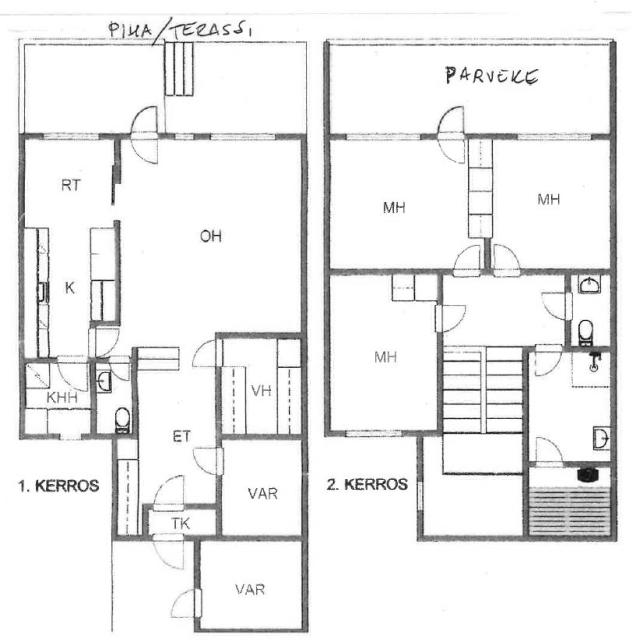 PIHA/TERASSI
PARVEKE
RT
OH
K
KHH
VH
ET
VAR
TK
VAR
1. KERROS
MH
MH
MH
2. KERROS